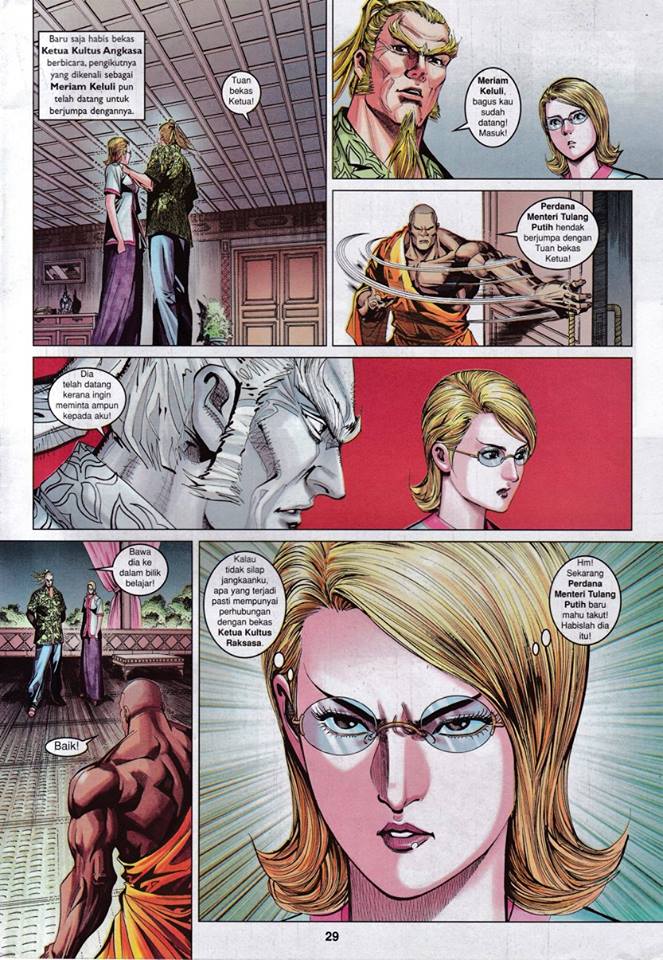 Baru saja habis bekas
Ketua Kultus Angkasa
berbicara, pengikutnya
yang dikenali sebagai
Meriam Keluli pun
telah datang untuk
berjumpa dengannya.
Tuan
bekas
Ketua!
Meriam
Keluli,
bagus kau
sudah
datang!
Masuk!
Perdana
Menteri Tulang
Putih hendak
berjumpa dengan
Tuan bekas
Ketua!
Dia
telah datang
kerana ingin
meminta ampun
kepada aku!
Bawa
dia ke
dalam bilik
belajar!
Baik!
Kalau
tidak silap
jangkaanku,
apa yang terjadi
pasti mempunyai
perhubungan
dengan bekas
Ketua Kultus
Raksasa.
Hm!
Sekarang
Perdana
Menteri Tulang
Putih baru
mahu takut!
Habislah dia
itu!
29